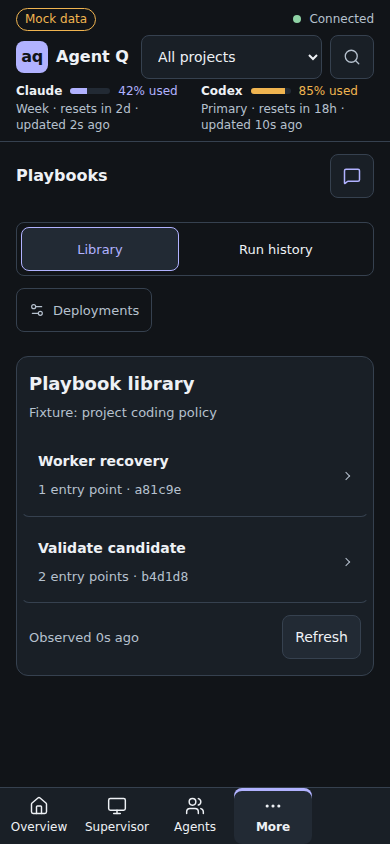 Mock data
Connected
aq Agent Q All projects
Claude 42% used
Week · resets in 2d ·
updated 2s ago
Codex 85% used
Primary · resets in 18h ·
updated 10s ago
Playbooks
Library Run history
Deployments
Playbook library
Fixture: project coding policy
Worker recovery
1 entry point · a81c9e
Validate candidate
2 entry points · b4d1d8
Observed 0s ago Refresh
Overview Supervisor Agents More